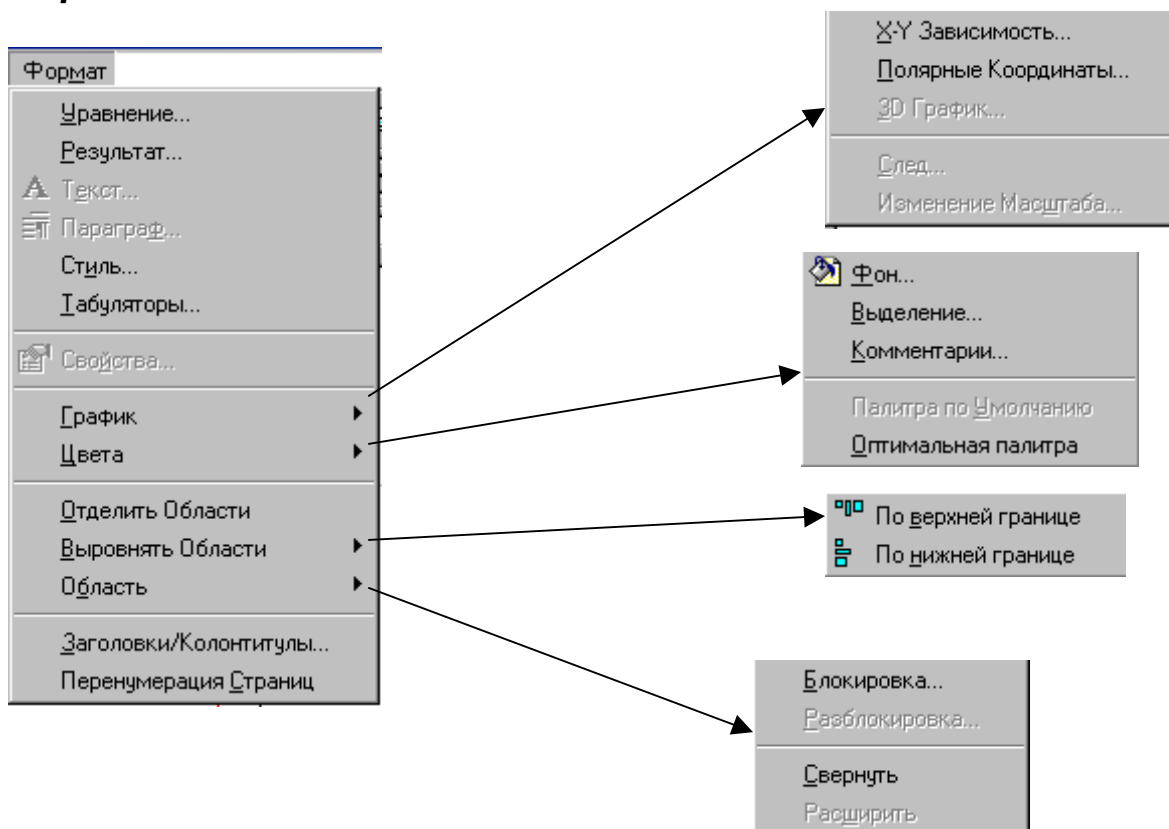 Формат
Уравнение...
Результат...
Текст...
Параграф...
Стиль...
Табуляторы...
Свойства...
График
Цвета
Отделить Области
Выровнять Области
Область
Заголовки/Колонтитулы...
Перенумерация Страниц
X-Y Зависимость...
Полярные Координаты...
3D График...
След...
Изменение Масштаба...
Фон...
Выделение...
Комментарии...
Палитра по Умолчанию
Оптимальная палитра
По верхней границе
По нижней границе
Блокировка...
Разблокировка...
Свернуть
Расширить